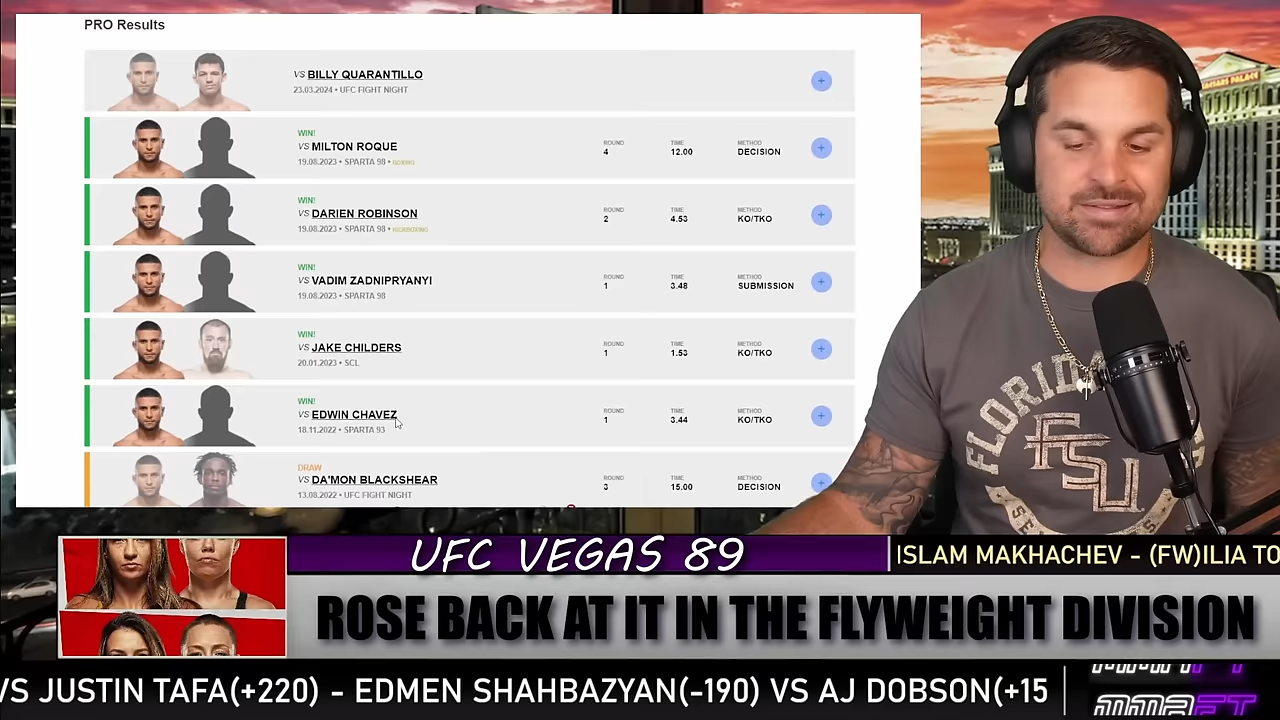 PRO Results
VS BILLY QUARANTILLO
23.03.2024 • UFC FIGHT NIGHT
WIN!
VS MILTON ROQUE
19.08.2023 • SPARTA 98 • BOXING
ROUND
4
TIME
12.00
METHOD
DECISION
WIN!
VS DARIEN ROBINSON
19.08.2023 • SPARTA 98 • KICKBOXING
ROUND
2
TIME
4.53
METHOD
KO/TKO
WIN!
VS VADIM ZADNIPRYANYI
19.08.2023 • SPARTA 98
ROUND
1
TIME
3.48
METHOD
SUBMISSION
WIN!
VS JAKE CHILDERS
20.01.2023 • SCL
ROUND
1
TIME
1.53
METHOD
KO/TKO
WIN!
VS EDWIN CHAVEZ
18.11.2022 • SPARTA 93
ROUND
1
TIME
3.44
METHOD
KO/TKO
DRAW
VS DA'MON BLACKSHEAR
13.08.2022 • UFC FIGHT NIGHT
ROUND
3
TIME
15.00
METHOD
DECISION
CAESARS PALACE
FLORIDA
FSU
UFC VEGAS 89
ISLAM MAKHACHEV - (FW)ILIA TO
ROSE BACK AT IT IN THE FLYWEIGHT DIVISION
VS JUSTIN TAFA(+220) - EDMEN SHAHBAZYAN(-190) VS AJ DOBSON(+15